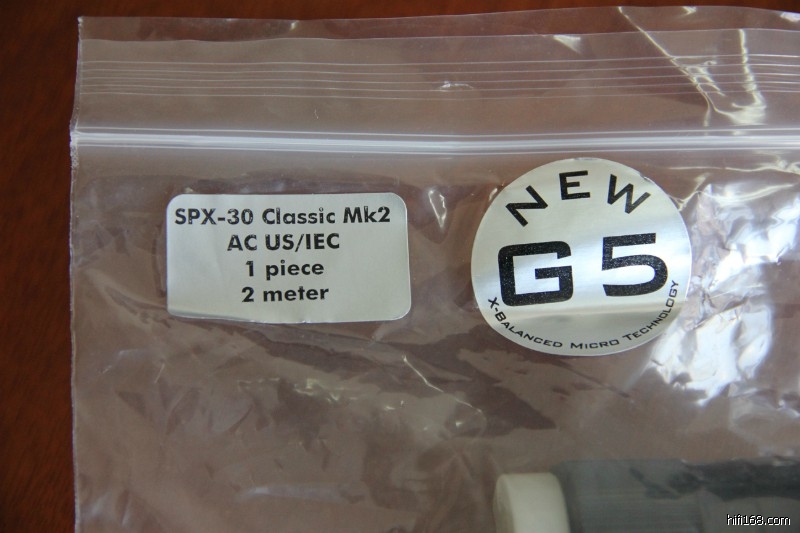 SPX-30 Classic Mk2
AC US/IEC
1 piece
2 meter
NEW
G5
X-BALANCED MICRO TECHNOLOGY
hifi168.com